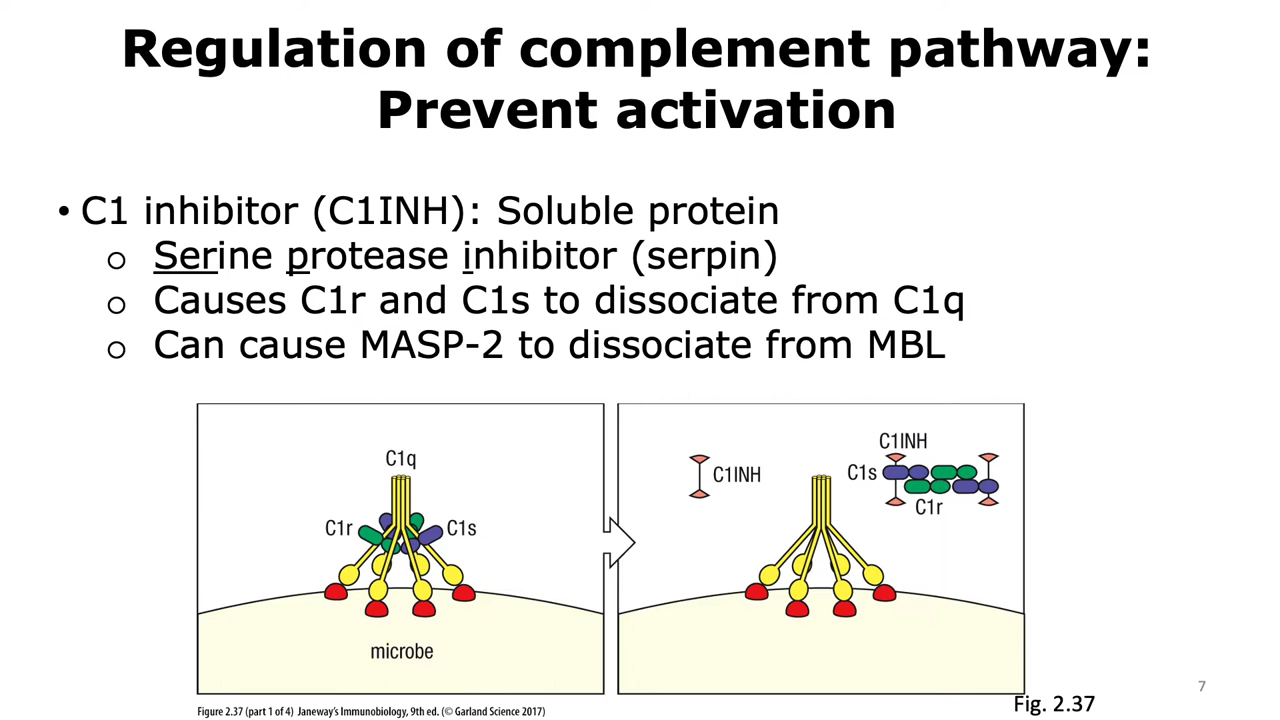 Regulation of complement pathway:
Prevent activation
• C1 inhibitor (C1INH): Soluble protein
o Serine protease inhibitor (serpin)
o Causes C1r and C1s to dissociate from C1q
o Can cause MASP-2 to dissociate from MBL
C1q
C1r
C1s
microbe
C1INH
C1INH
C1s
C1r
Figure 2.37 (part 1 of 4) Janeway's Immunobiology, 9th ed. (© Garland Science 2017)
Fig. 2.37
7